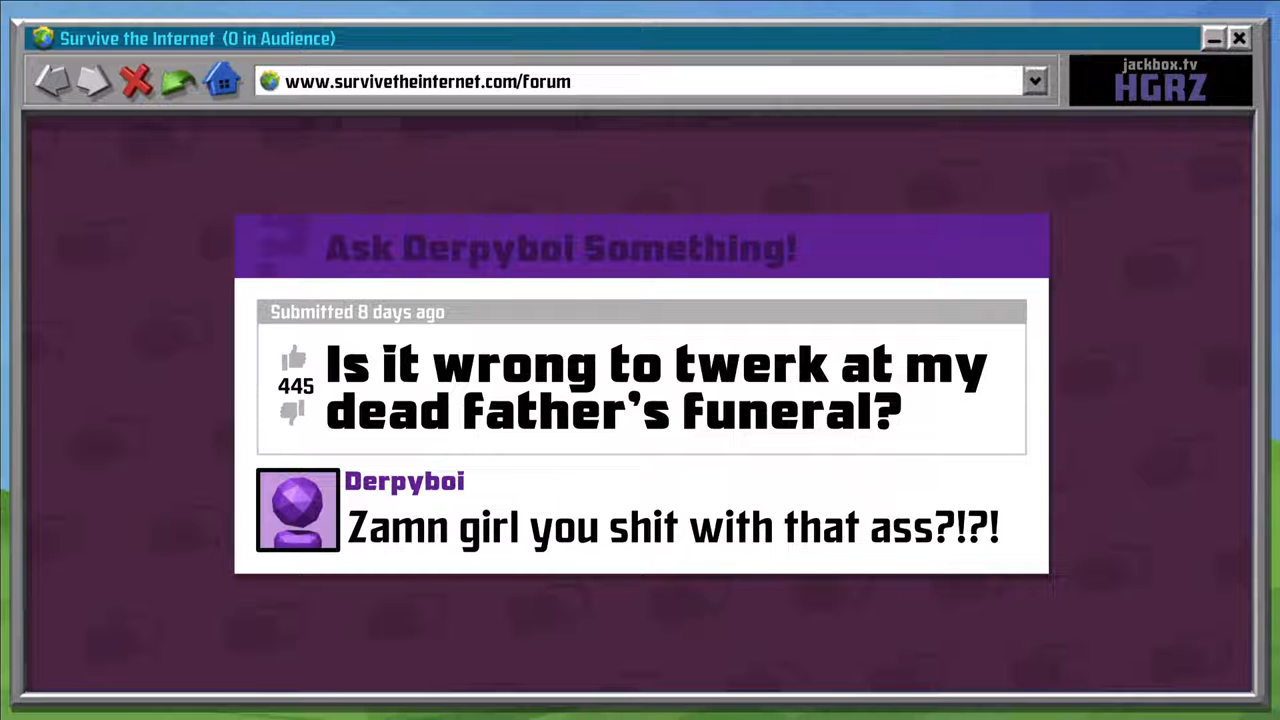 Survive the Internet (0 in Audience)
www.survivetheinternet.com/forum
jackbox.tv
HGRZ
Ask Derpyboi Something!
Submitted 8 days ago
445
Is it wrong to twerk at my
dead father's funeral?
Derpyboi
Zamn girl you shit with that ass?!?!